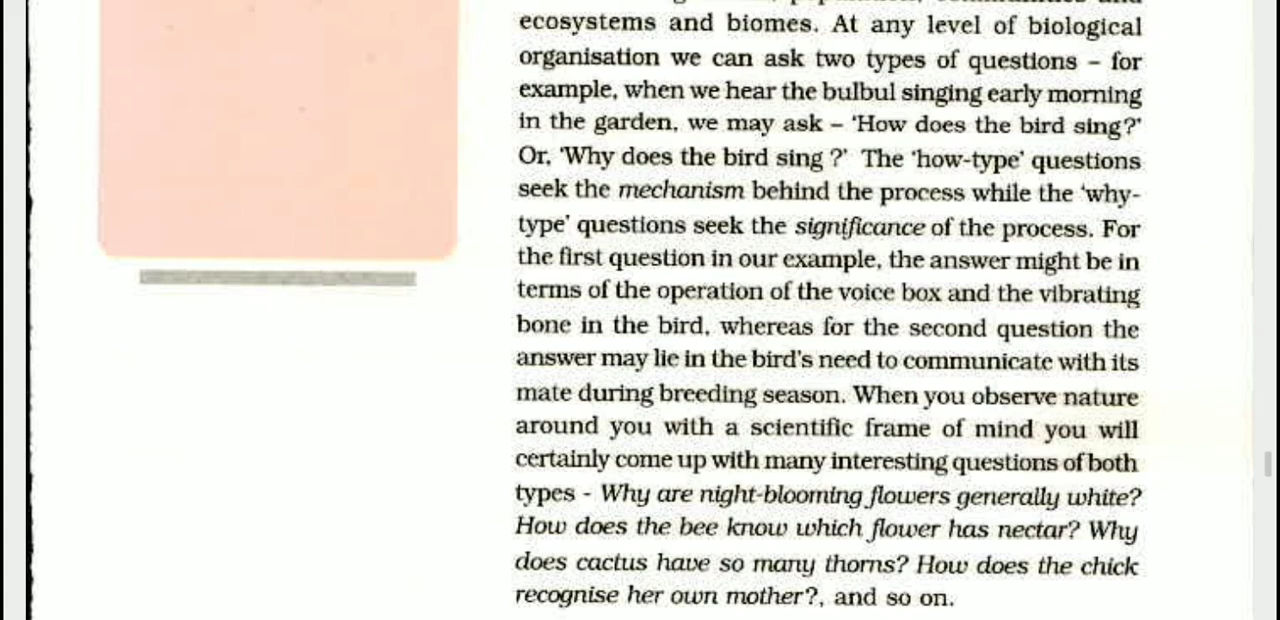 ecosystems and biomes. At any level of biological
organisation we can ask two types of questions – for
example, when we hear the bulbul singing early morning
in the garden, we may ask – ‘How does the bird sing?’
Or, ‘Why does the bird sing ?’ The ‘how-type’ questions
seek the mechanism behind the process while the ‘why-
type’ questions seek the significance of the process. For
the first question in our example, the answer might be in
terms of the operation of the voice box and the vibrating
bone in the bird, whereas for the second question the
answer may lie in the bird’s need to communicate with its
mate during breeding season. When you observe nature
around you with a scientific frame of mind you will
certainly come up with many interesting questions of both
types - Why are night-blooming flowers generally white?
How does the bee know which flower has nectar? Why
does cactus have so many thorns? How does the chick
recognise her own mother?, and so on.